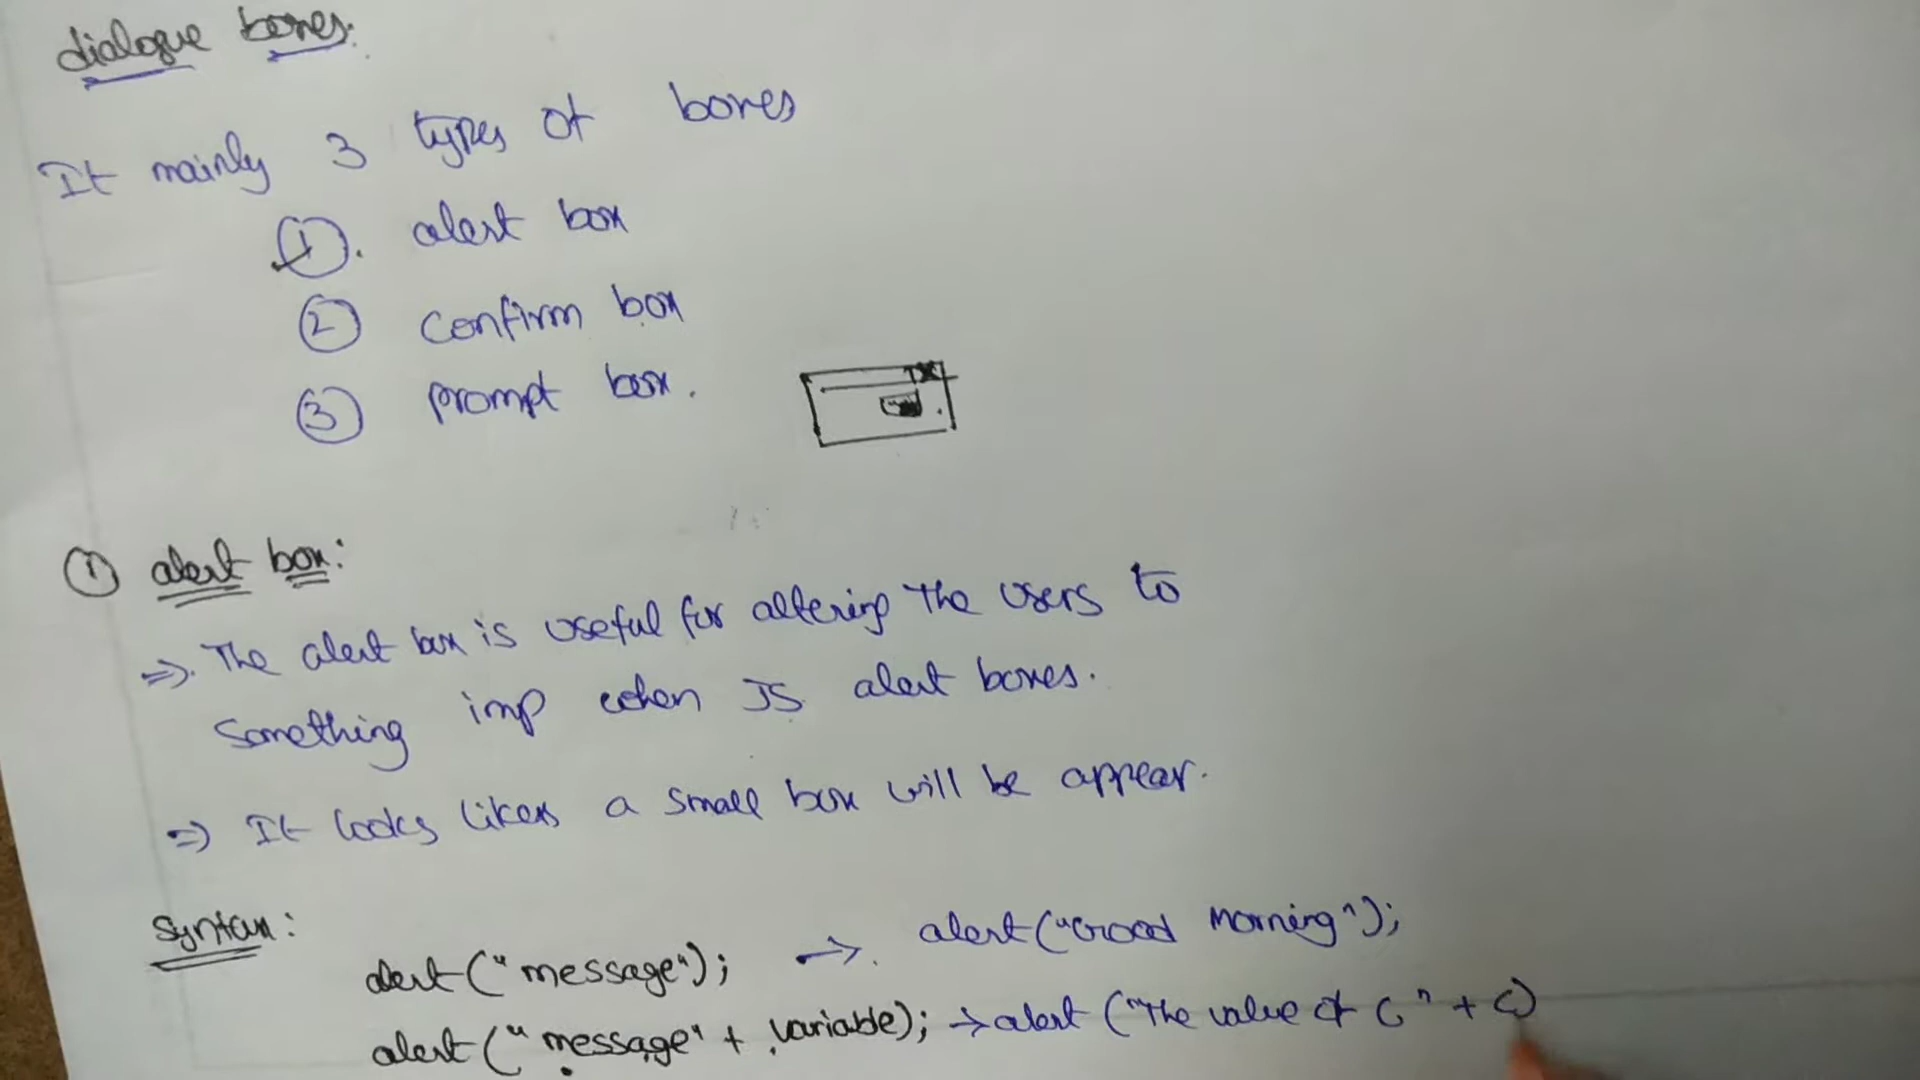 dialogue boxes.
It mainly 3 types of boxes
1. alert box
2 confirm box
3 prompt box.
1 alert box:
=>. The alert box is useful for altering the users to
something imp when JS alert boxes.
=> It looks likes a small box will be appear.
Syntax:
alert("message"); -> alert("Good Morning");
alert("message" + variable); -> alert ("The value of C" + C)